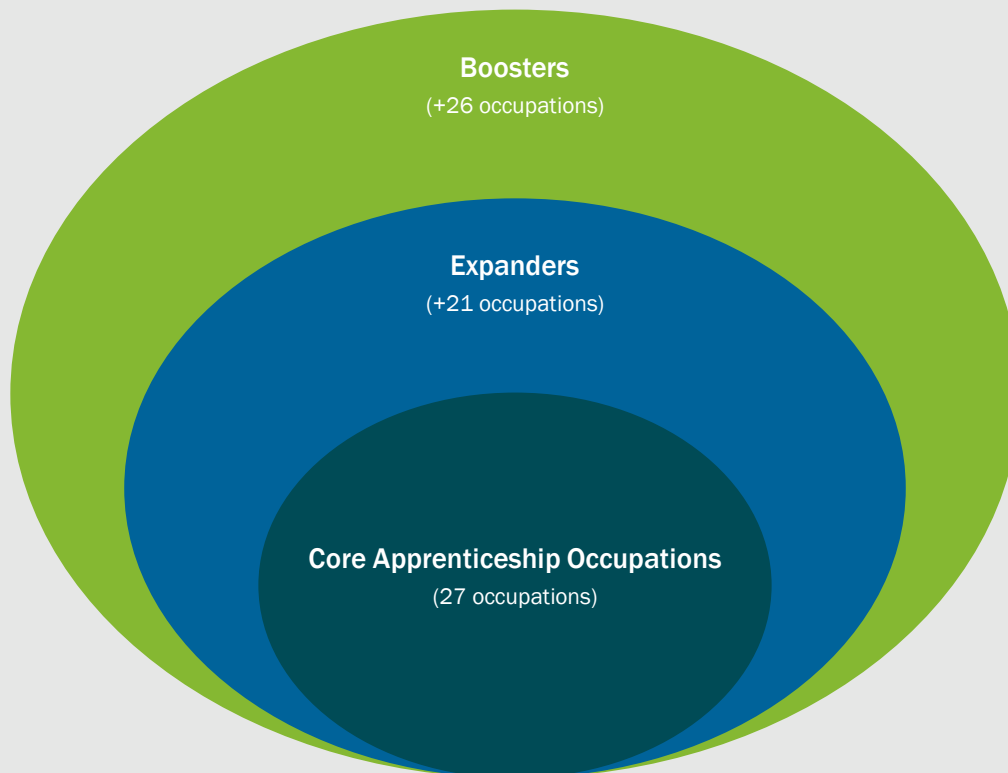 Boosters
(+26 occupations)
Expanders
(+21 occupations)
Core Apprenticeship Occupations
(27 occupations)